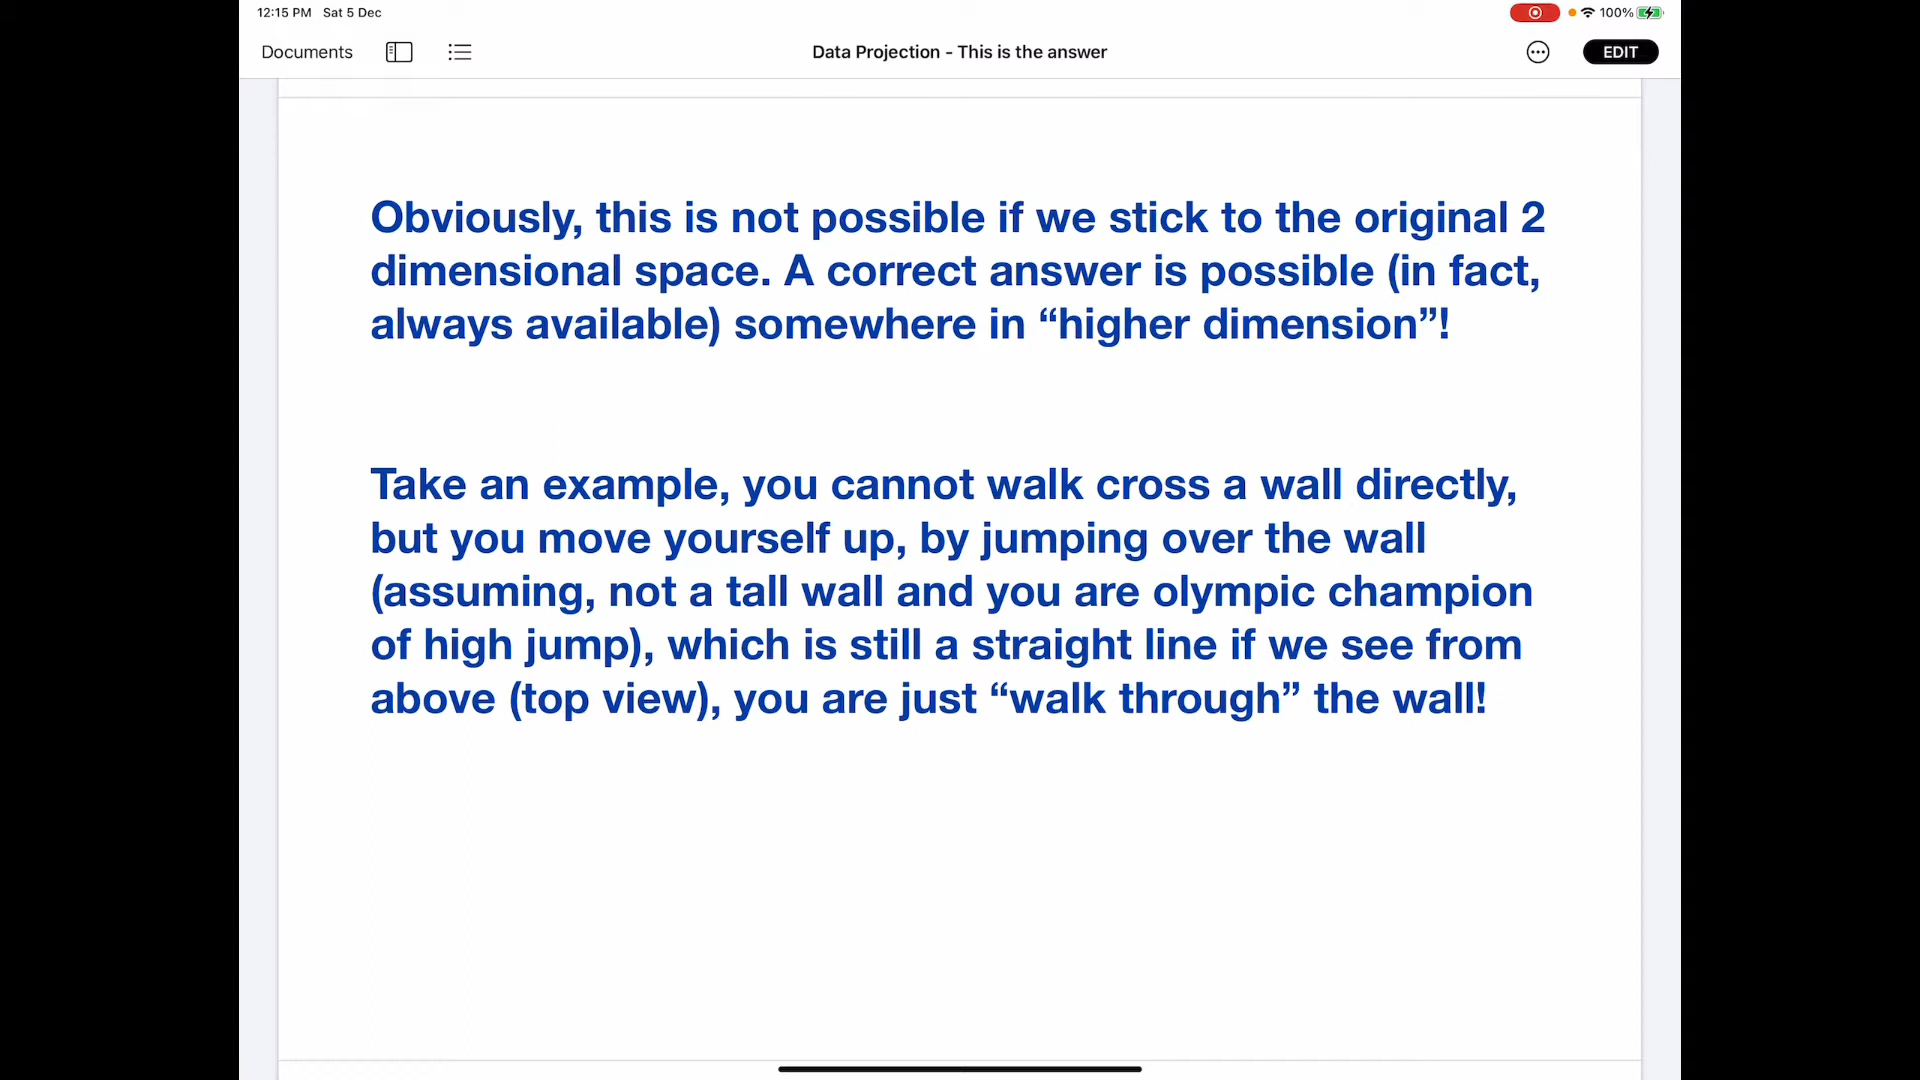 12:15 PM Sat 5 Dec
100%
Documents
Data Projection - This is the answer
EDIT
Obviously, this is not possible if we stick to the original 2
dimensional space. A correct answer is possible (in fact,
always available) somewhere in “higher dimension”!
Take an example, you cannot walk cross a wall directly,
but you move yourself up, by jumping over the wall
(assuming, not a tall wall and you are olympic champion
of high jump), which is still a straight line if we see from
above (top view), you are just “walk through” the wall!